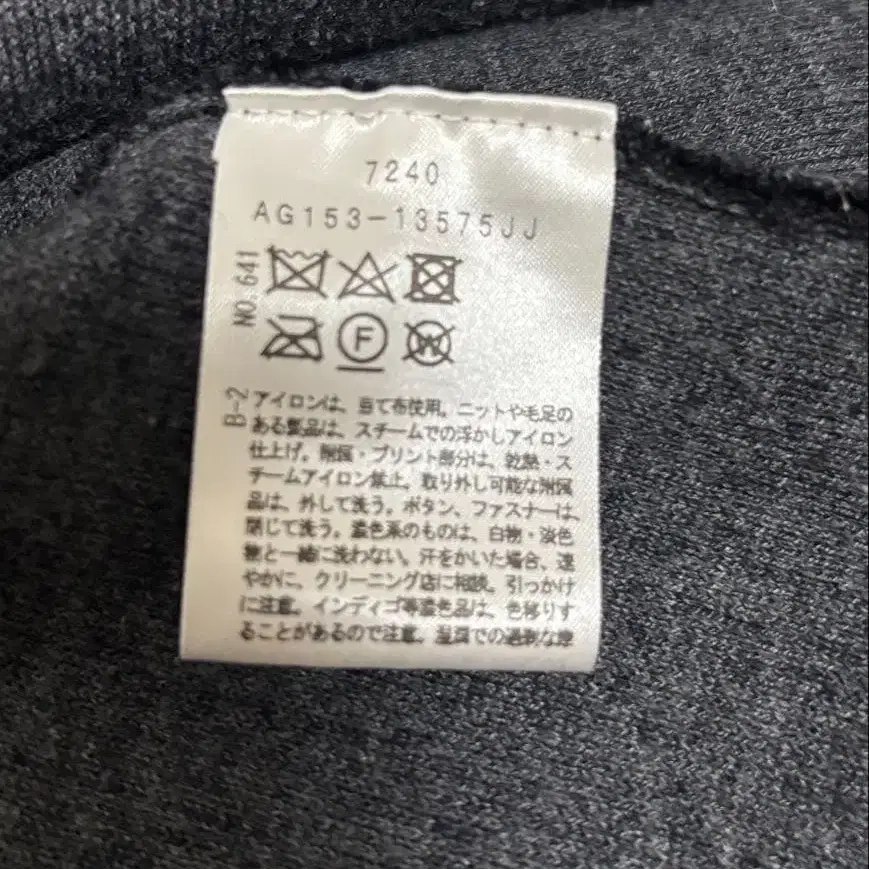 7240
AG153-13575JJ
NO.641
F
W
B-2
アイロンは、当て布使用。ニットや毛足の
ある製品は、スチームでの浮かしアイロン
仕上げ。附属・プリント部分は、乾熱・ス
チームアイロン禁止。取り外し可能な附属
品は、外して洗う。ボタン、ファスナーは、
閉じて洗う。濃色系のものは、白物・淡色
物と一緒に洗わない。汗をかいた場合、速
やかに、クリーニング店に相談。引っかけ
に注意。インディゴ等濃色品は、色移りす
ることがあるので注意。湿潤での過度な摩